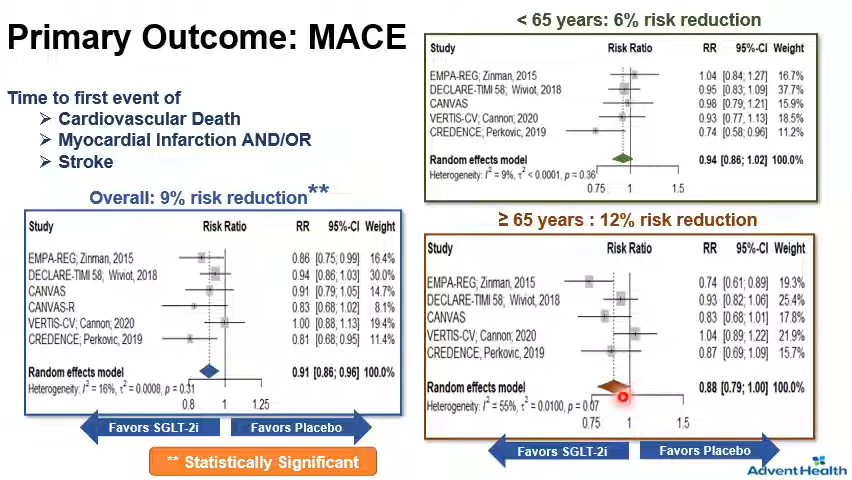 Primary Outcome: MACE
Time to first event of
➢ Cardiovascular Death
➢ Myocardial Infarction AND/OR
➢ Stroke
Overall: 9% risk reduction**
Study Risk Ratio RR 95%-CI Weight
EMPA-REG; Zinman, 2015 0.86 [0.75; 0.99] 16.4%
DECLARE-TIMI 58; Wiviot, 2018 0.94 [0.86; 1.03] 30.0%
CANVAS 0.91 [0.79; 1.05] 14.7%
CANVAS-R 0.83 [0.68; 1.02] 8.1%
VERTIS-CV; Cannon, 2020 1.00 [0.88; 1.13] 19.4%
CREDENCE; Perkovic, 2019 0.81 [0.68; 0.95] 11.4%
Random effects model 0.91 [0.86; 0.96] 100.0%
Heterogeneity: I² = 16%, τ² = 0.0008, p = 0.31
0.8 1 1.25
Favors SGLT-2i Favors Placebo
** Statistically Significant
< 65 years: 6% risk reduction
Study Risk Ratio RR 95%-CI Weight
EMPA-REG; Zinman, 2015 1.04 [0.84; 1.27] 16.7%
DECLARE-TIMI 58; Wiviot, 2018 0.95 [0.83; 1.09] 37.7%
CANVAS 0.98 [0.79; 1.21] 15.9%
VERTIS-CV; Cannon, 2020 0.93 [0.77; 1.13] 18.5%
CREDENCE; Perkovic, 2019 0.74 [0.58; 0.96] 11.2%
Random effects model 0.94 [0.86; 1.02] 100.0%
Heterogeneity: I² = 9%, τ² < 0.0001, p = 0.36
0.75 1 1.5
≥ 65 years : 12% risk reduction
Study Risk Ratio RR 95%-CI Weight
EMPA-REG; Zinman, 2015 0.74 [0.61; 0.89] 19.3%
DECLARE-TIMI 58; Wiviot, 2018 0.93 [0.82; 1.06] 25.4%
CANVAS 0.83 [0.68; 1.01] 17.8%
VERTIS-CV; Cannon; 2020 1.04 [0.89; 1.22] 21.9%
CREDENCE; Perkovic, 2019 0.87 [0.69; 1.09] 15.7%
Random effects model 0.88 [0.79; 1.00] 100.0%
Heterogeneity: I² = 55%, τ² = 0.0100, p = 0.07
0.75 1 1.5
Favors SGLT-2i Favors Placebo
Advent Health